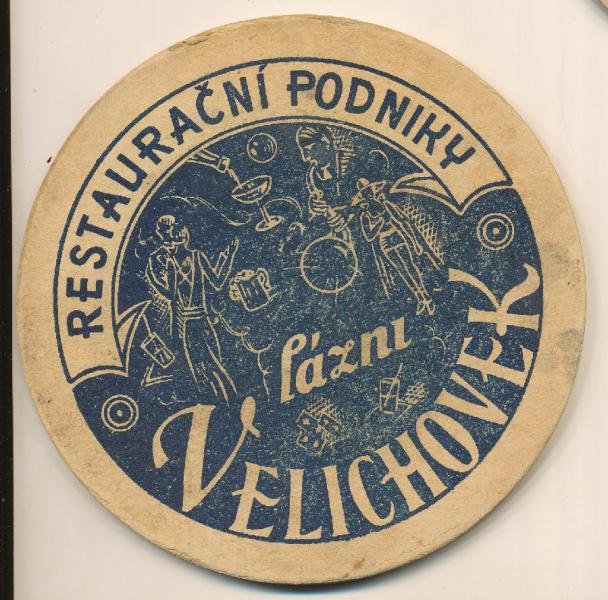 RESTAURAČNÍ PODNIKY
lázní
VELICHOVEK